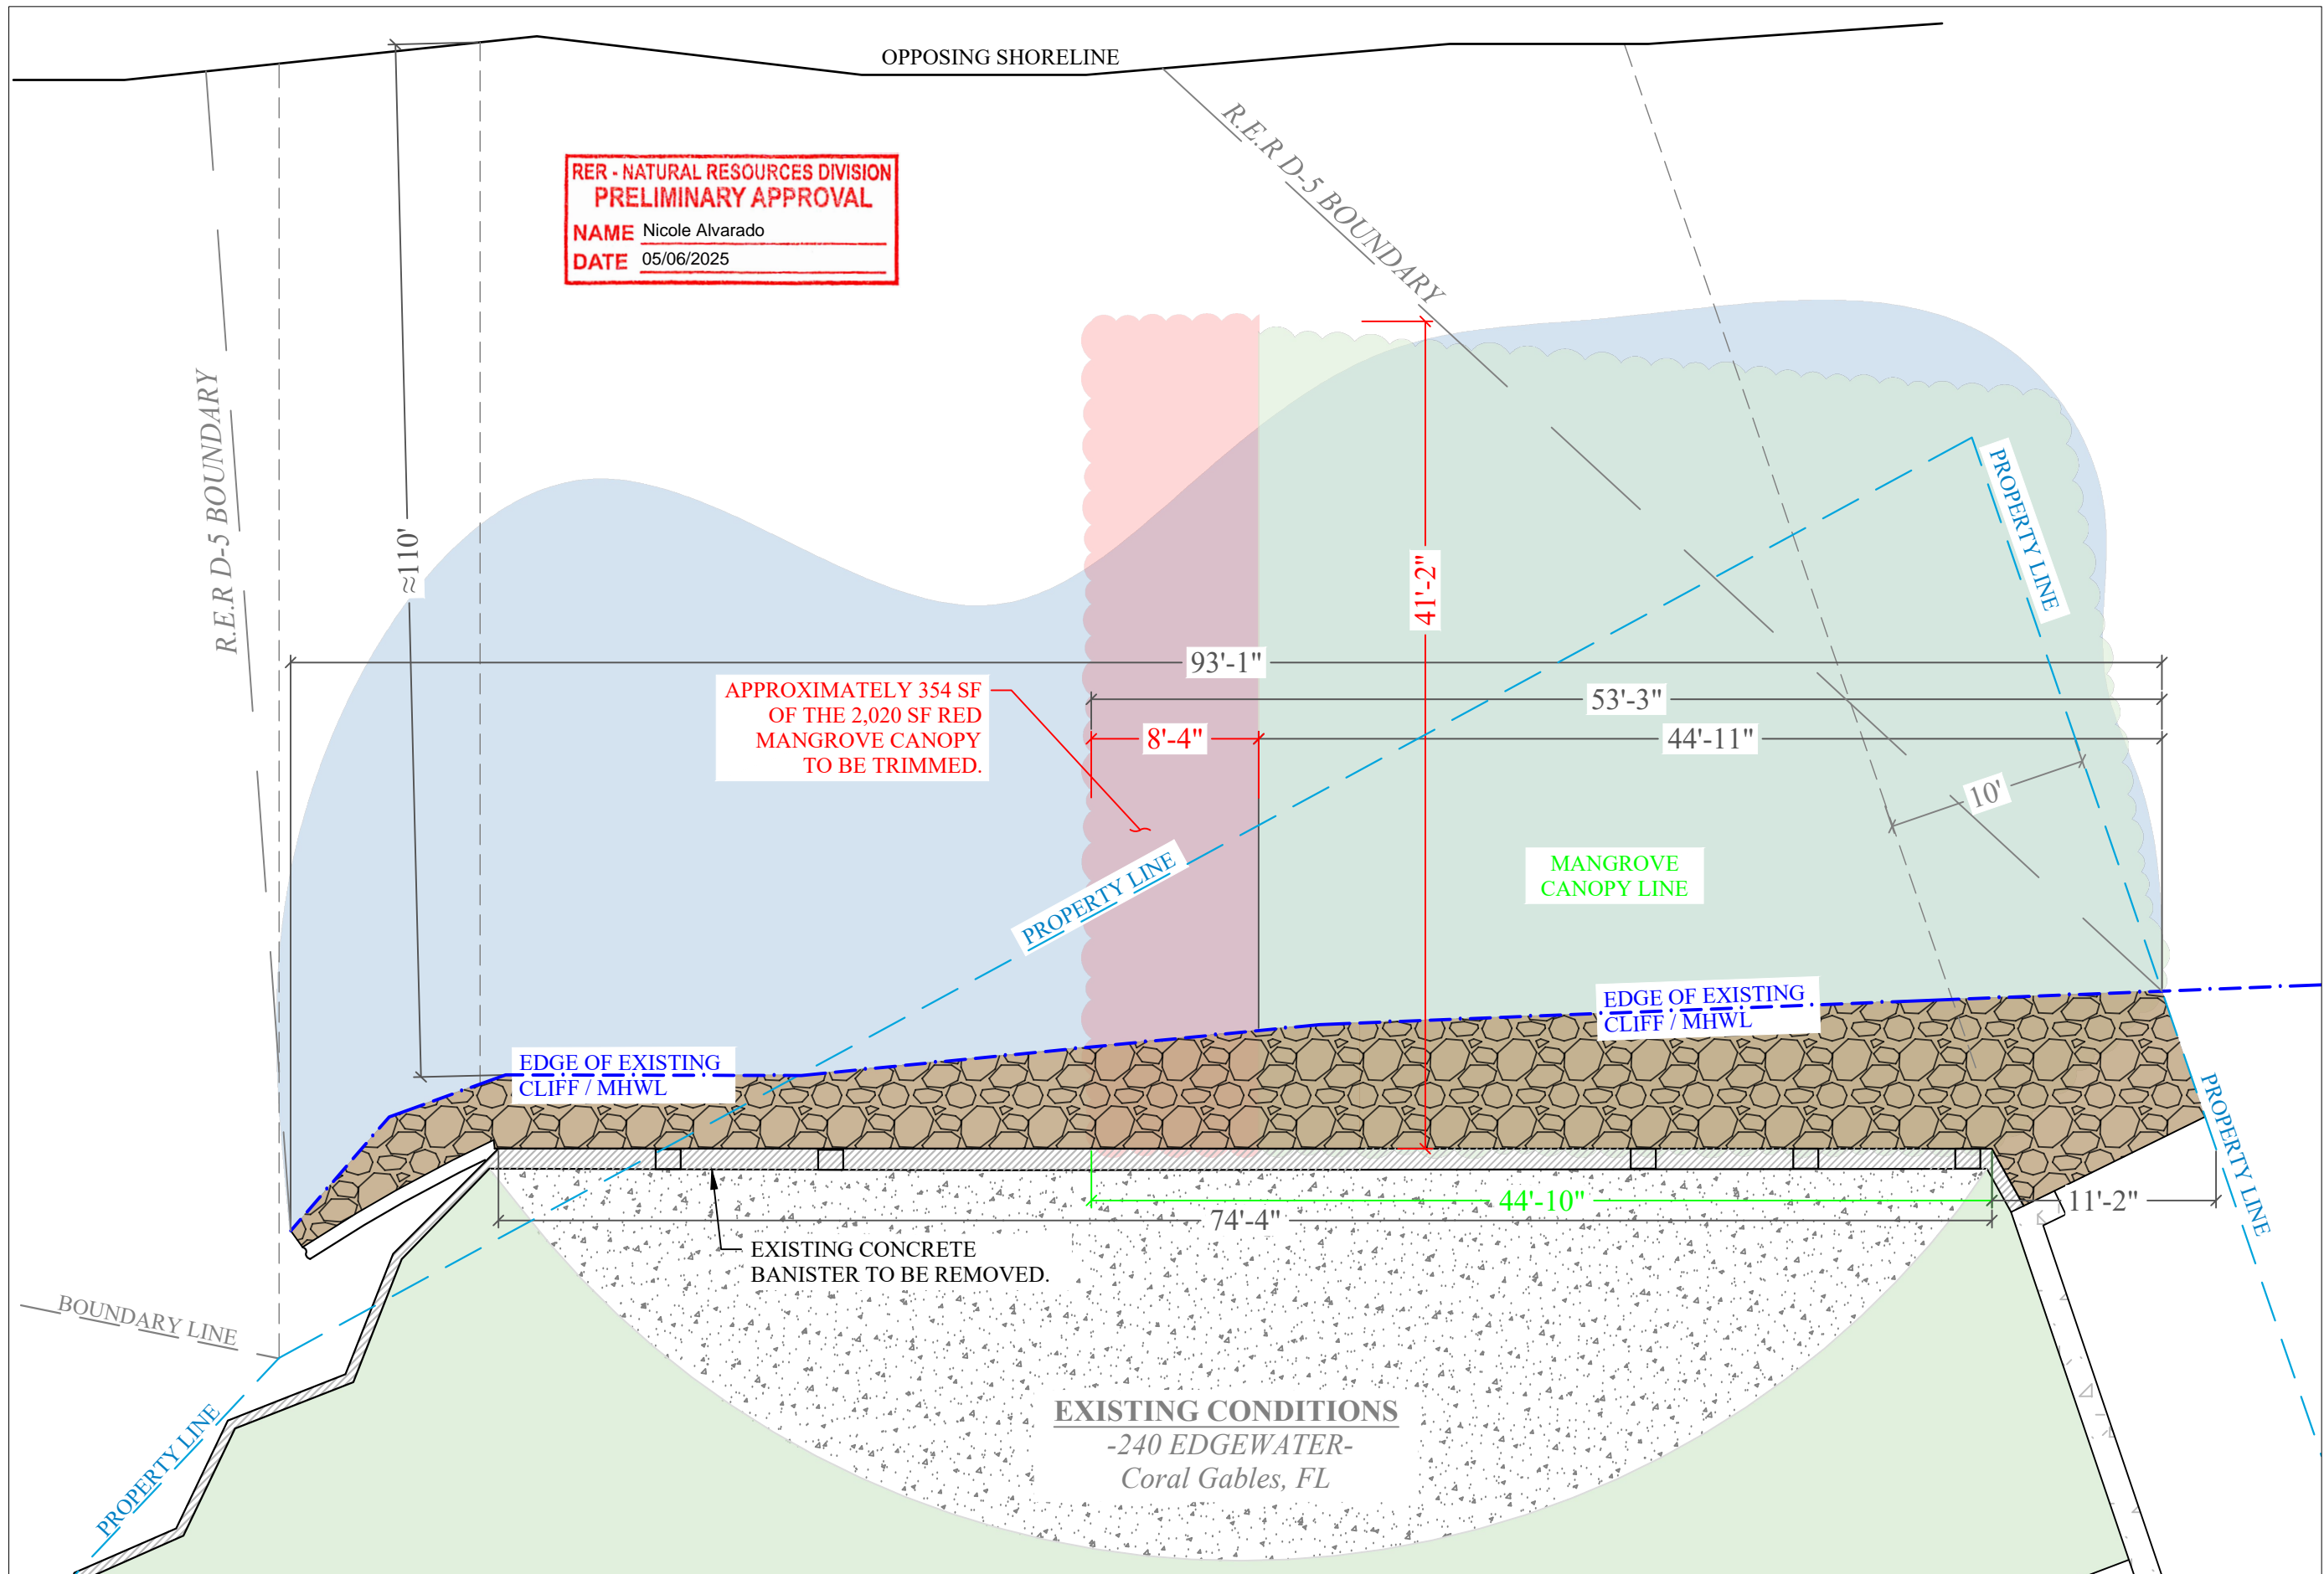 OPPOSING SHORELINE
R.E.R D-5 BOUNDARY
RER - NATURAL RESOURCES DIVISION
PRELIMINARY APPROVAL
NAME Nicole Alvarado
DATE 05/06/2025
R.E.R D-5 BOUNDARY
≈110'
41'-2"
PROPERTY LINE
93'-1"
53'-3"
8'-4"
44'-11"
APPROXIMATELY 354 SF
OF THE 2,020 SF RED
MANGROVE CANOPY
TO BE TRIMMED.
10'
MANGROVE
CANOPY LINE
PROPERTY LINE
EDGE OF EXISTING
CLIFF / MHWL
EDGE OF EXISTING
CLIFF / MHWL
PROPERTY LINE
44'-10"
11'-2"
74'-4"
EXISTING CONCRETE
BANISTER TO BE REMOVED.
BOUNDARY LINE
PROPERTY LINE
EXISTING CONDITIONS
-240 EDGEWATER-
Coral Gables, FL